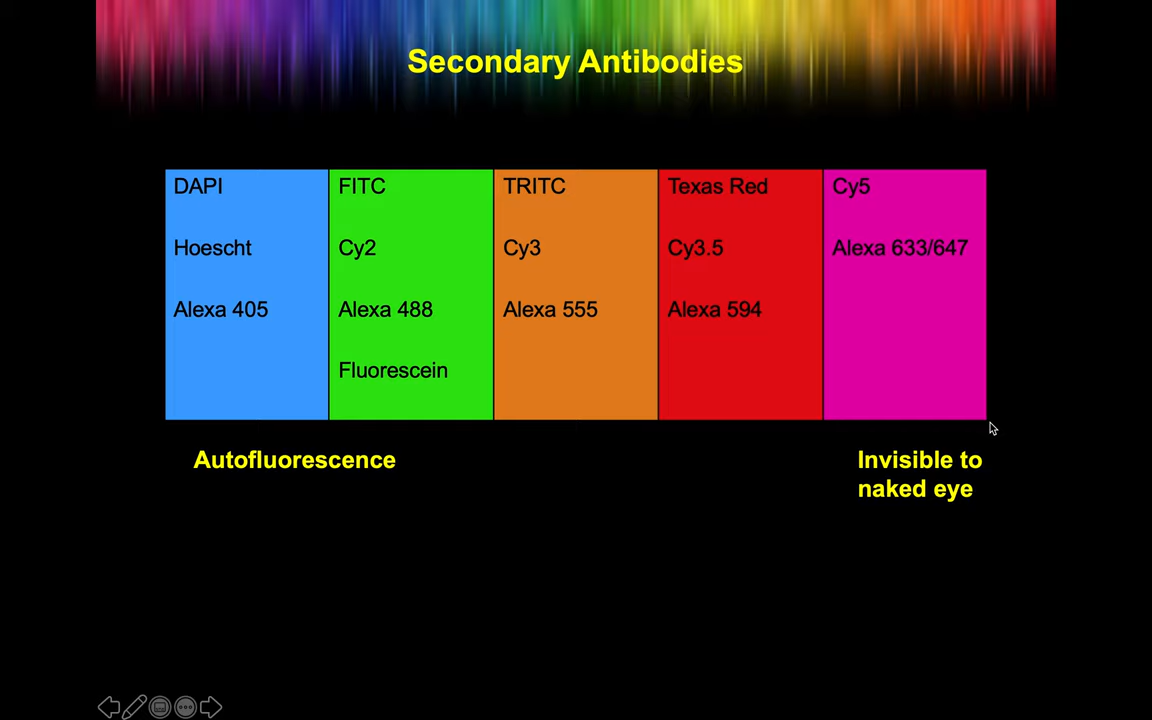 Secondary Antibodies
DAPI
Hoescht
Alexa 405
FITC
Cy2
Alexa 488
Fluorescein
TRITC
Cy3
Alexa 555
Texas Red
Cy3.5
Alexa 594
Cy5
Alexa 633/647
Autofluorescence
Invisible to
naked eye